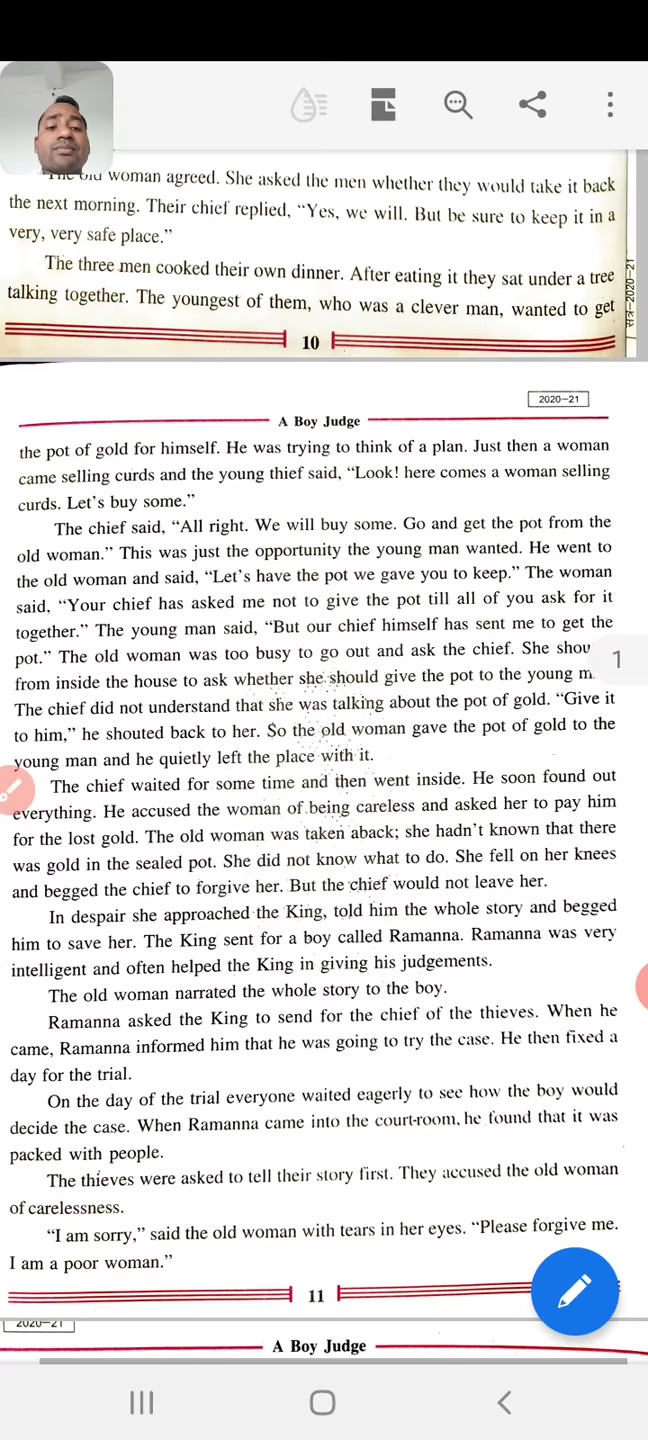 old woman agreed. She asked the men whether they would take it back
the next morning. Their chief replied, “Yes, we will. But be sure to keep it in a
very, very safe place.”
The three men cooked their own dinner. After eating it they sat under a tree
talking together. The youngest of them, who was a clever man, wanted to get
सत्र-2020-21
10
2020-21
A Boy Judge
the pot of gold for himself. He was trying to think of a plan. Just then a woman
came selling curds and the young thief said, “Look! here comes a woman selling
curds. Let’s buy some.”
The chief said, “All right. We will buy some. Go and get the pot from the
old woman.” This was just the opportunity the young man wanted. He went to
the old woman and said, “Let’s have the pot we gave you to keep.” The woman
said, “Your chief has asked me not to give the pot till all of you ask for it
together.” The young man said, “But our chief himself has sent me to get the
pot.” The old woman was too busy to go out and ask the chief. She shou
1
from inside the house to ask whether she should give the pot to the young m
The chief did not understand that she was talking about the pot of gold. “Give it
to him,” he shouted back to her. So the old woman gave the pot of gold to the
young man and he quietly left the place with it.
The chief waited for some time and then went inside. He soon found out
everything. He accused the woman of being careless and asked her to pay him
for the lost gold. The old woman was taken aback; she hadn’t known that there
was gold in the sealed pot. She did not know what to do. She fell on her knees
and begged the chief to forgive her. But the chief would not leave her.
In despair she approached the King, told him the whole story and begged
him to save her. The King sent for a boy called Ramanna. Ramanna was very
intelligent and often helped the King in giving his judgements.
The old woman narrated the whole story to the boy.
Ramanna asked the King to send for the chief of the thieves. When he
came, Ramanna informed him that he was going to try the case. He then fixed a
day for the trial.
On the day of the trial everyone waited eagerly to see how the boy would
decide the case. When Ramanna came into the court-room, he found that it was
packed with people.
The thieves were asked to tell their story first. They accused the old woman
of carelessness.
“I am sorry,” said the old woman with tears in her eyes. “Please forgive me.
I am a poor woman.”
11
2020-21
A Boy Judge